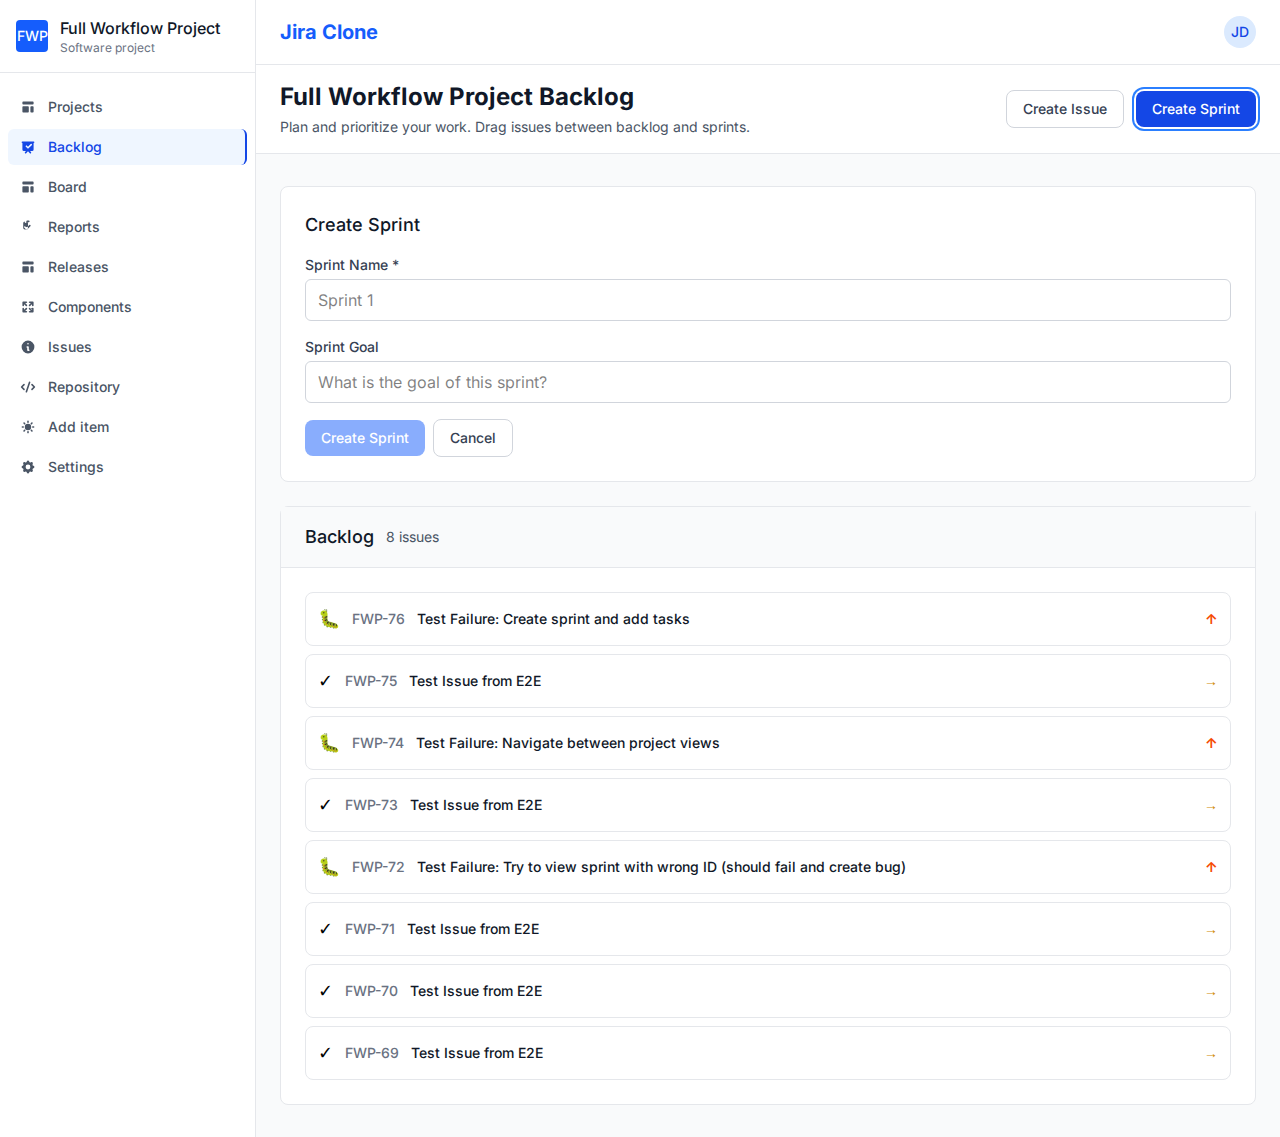 FWP
Full Workflow Project
Software project
Projects
Backlog
Board
Reports
Releases
Components
Issues
Repository
Add item
Settings
Jira Clone
JD
Full Workflow Project Backlog
Plan and prioritize your work. Drag issues between backlog and sprints.
Create Issue
Create Sprint
Create Sprint
Sprint Name *
Sprint 1
Sprint Goal
What is the goal of this sprint?
Create Sprint
Cancel
Backlog 8 issues
FWP-76 Test Failure: Create sprint and add tasks ↑
✓ FWP-75 Test Issue from E2E →
FWP-74 Test Failure: Navigate between project views ↑
✓ FWP-73 Test Issue from E2E →
FWP-72 Test Failure: Try to view sprint with wrong ID (should fail and create bug) ↑
✓ FWP-71 Test Issue from E2E →
✓ FWP-70 Test Issue from E2E →
✓ FWP-69 Test Issue from E2E →